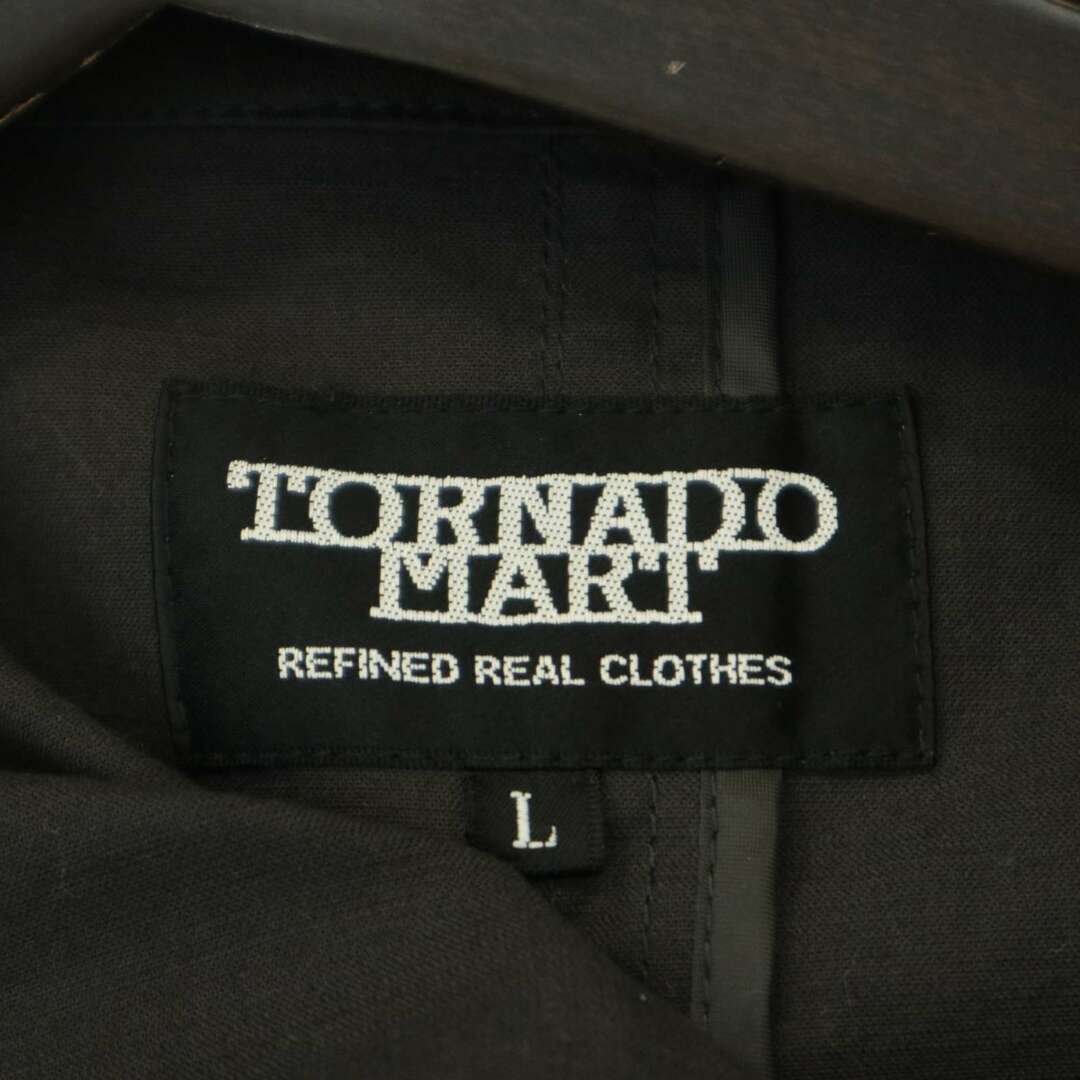 TORNADO
MART
REFINED REAL CLOTHES
L